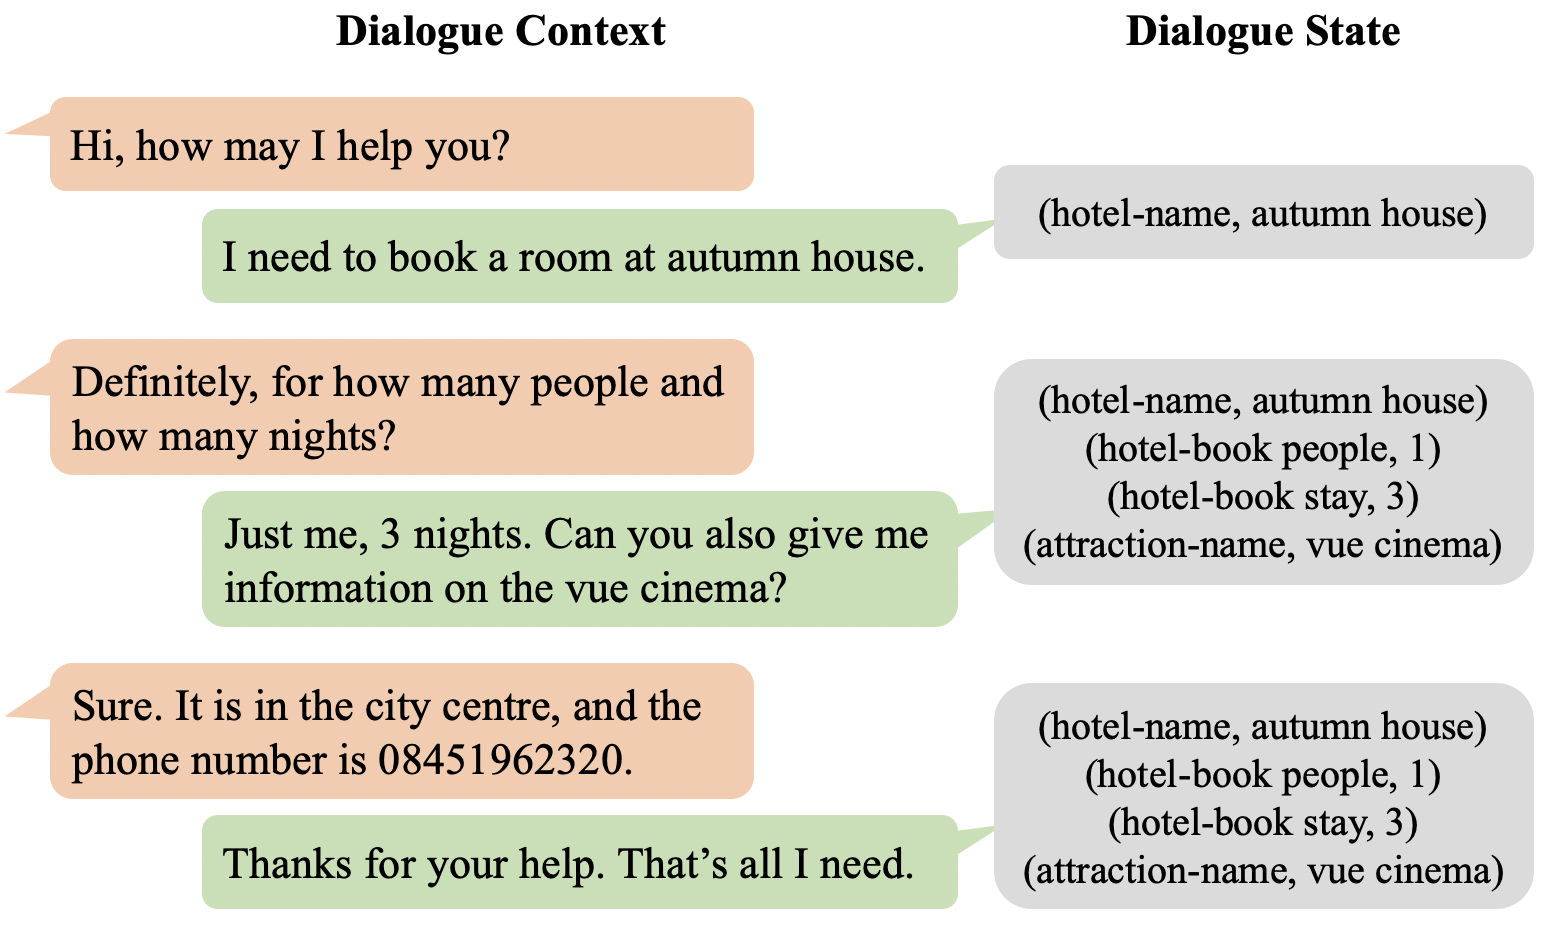 Dialogue Context
Dialogue State
Hi, how may I help you?
I need to book a room at autumn house.
(hotel-name, autumn house)
Definitely, for how many people and
how many nights?
Just me, 3 nights. Can you also give me
information on the vue cinema?
(hotel-name, autumn house)
(hotel-book people, 1)
(hotel-book stay, 3)
(attraction-name, vue cinema)
Sure. It is in the city centre, and the
phone number is 08451962320.
Thanks for your help. That’s all I need.
(hotel-name, autumn house)
(hotel-book people, 1)
(hotel-book stay, 3)
(attraction-name, vue cinema)